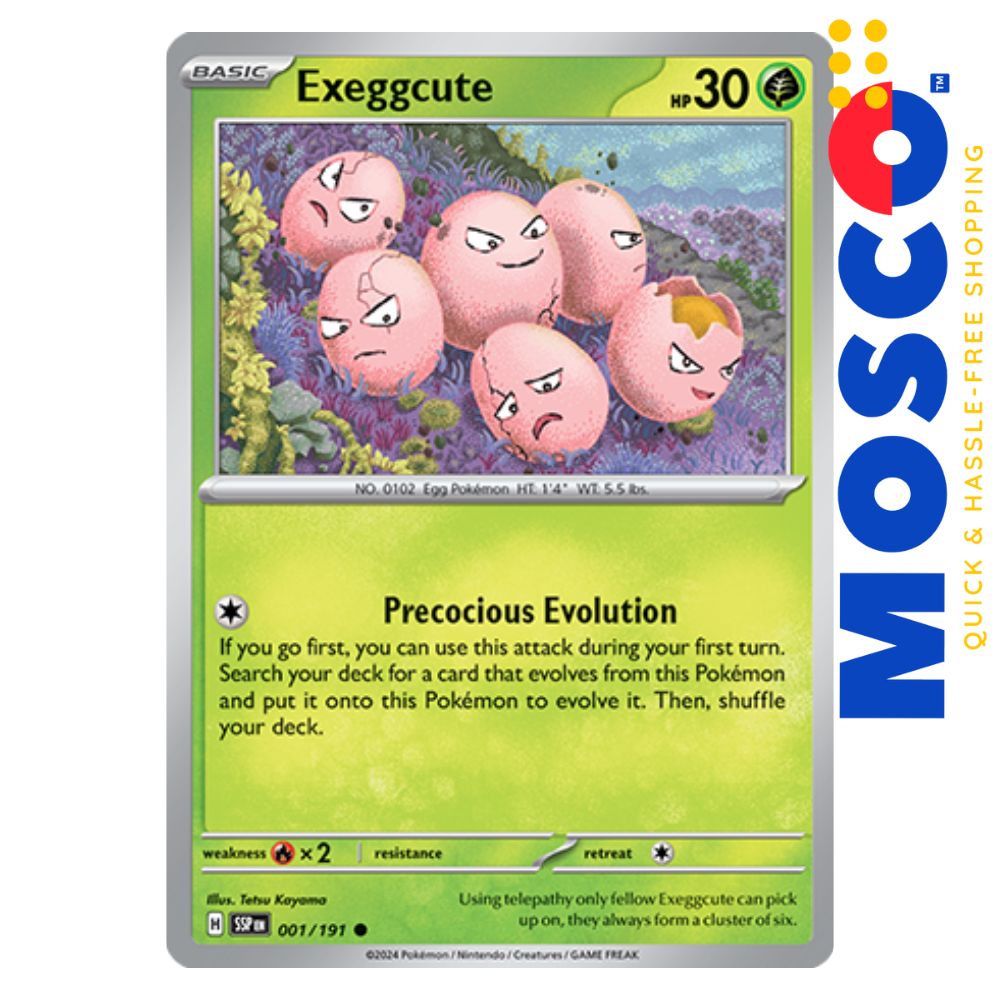 BASIC Exeggcute HP 30
NO. 0102 Egg Pokémon HT: 1'4" WT: 5.5 lbs.
Precocious Evolution
If you go first, you can use this attack during your first turn.
Search your deck for a card that evolves from this Pokémon
and put it onto this Pokémon to evolve it. Then, shuffle
your deck.
weakness ×2 resistance retreat
Illus. Tetsu Kayama
Using telepathy only fellow Exeggcute can pick
up on, they always form a cluster of six.
H SSP EN 001/191
©2024 Pokémon / Nintendo / Creatures / GAME FREAK
MOSCO™
QUICK & HASSLE-FREE SHOPPING